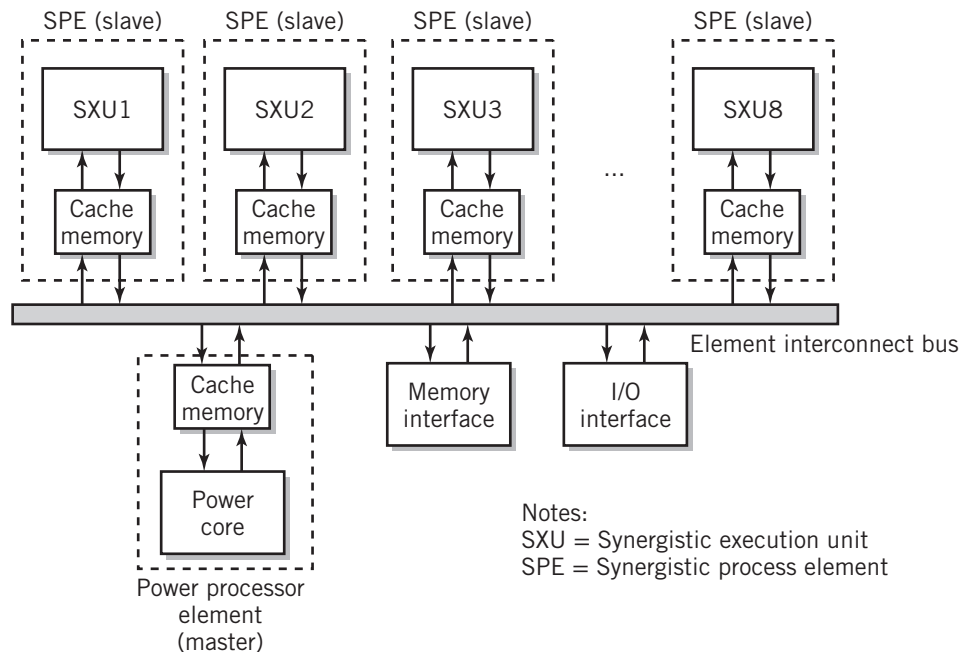 SPE (slave)
SPE (slave)
SPE (slave)
SPE (slave)
SXU1
SXU2
SXU3
SXU8
...
Cache
memory
Cache
memory
Cache
memory
Cache
memory
Element interconnect bus
Cache
memory
Memory
interface
I/O
interface
Power
core
Notes:
SXU = Synergistic execution unit
SPE = Synergistic process element
Power processor
element
(master)